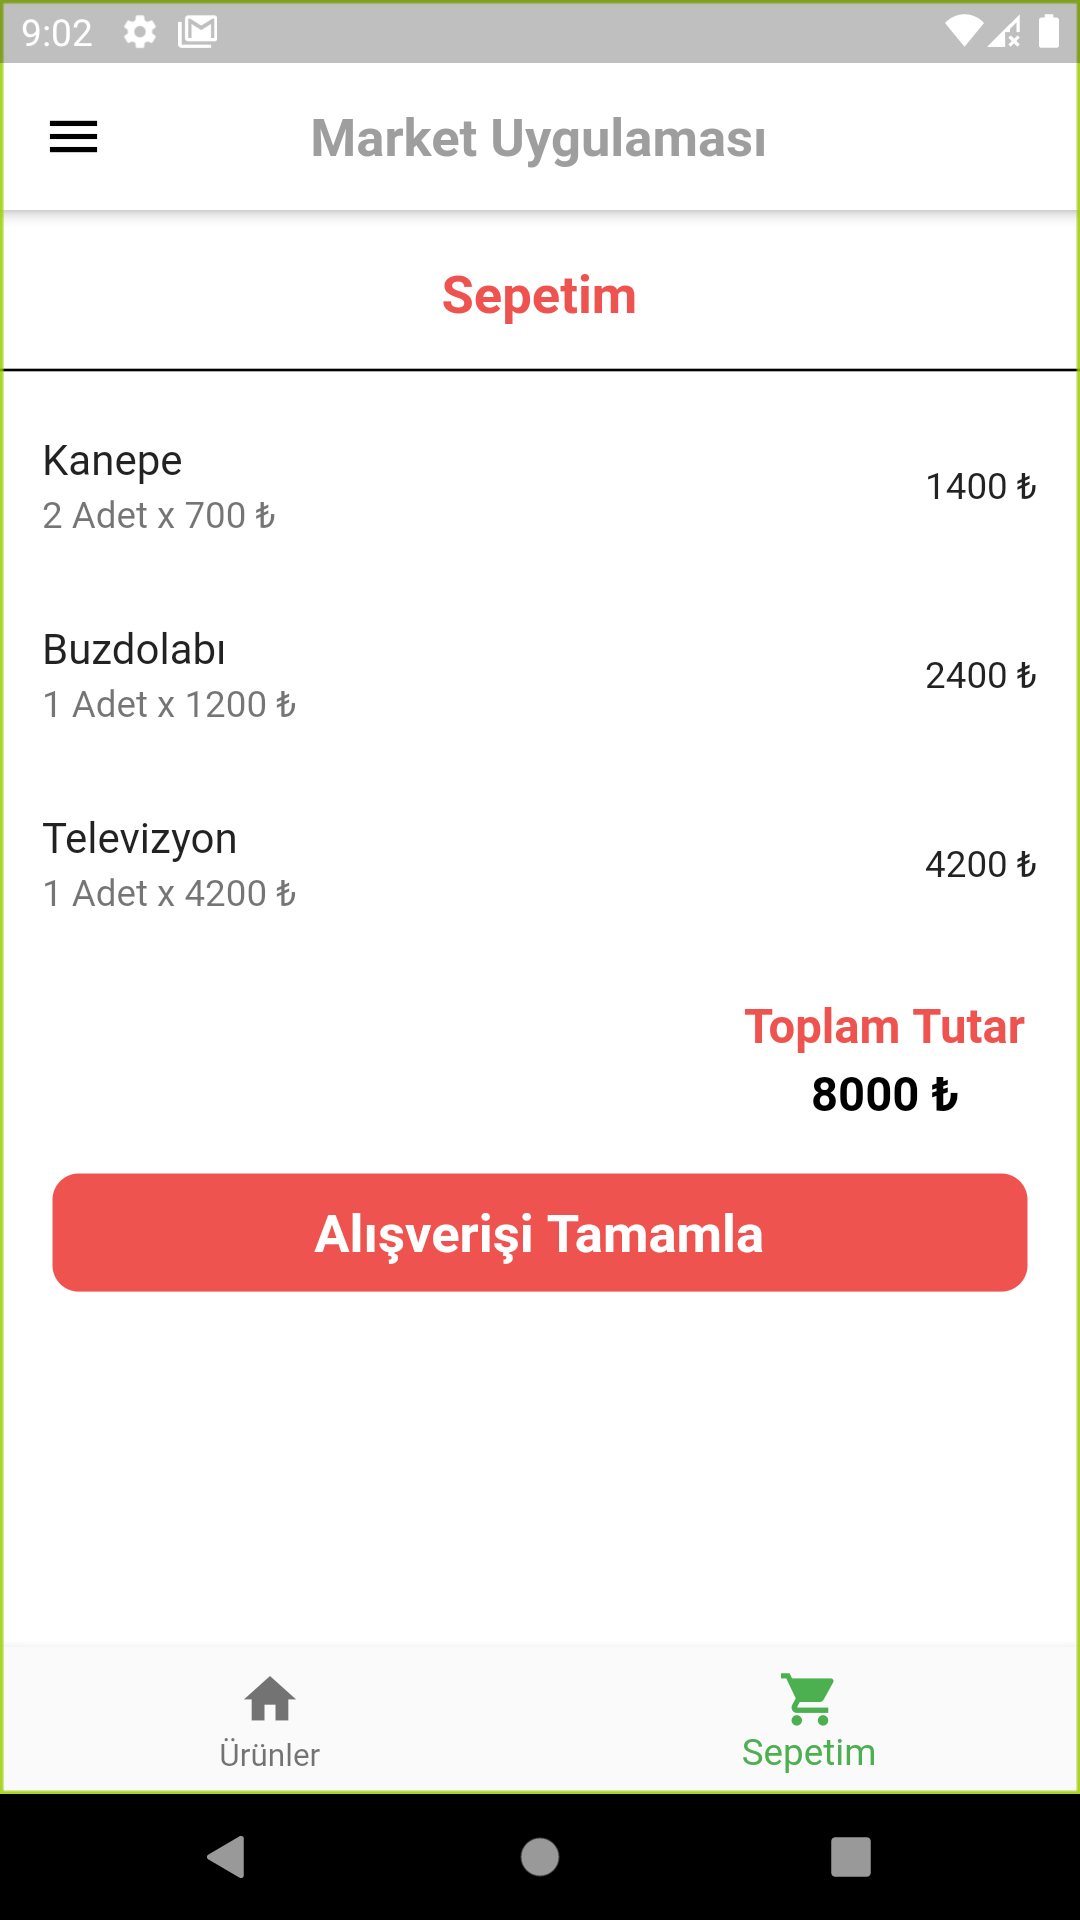 9:02
Market Uygulaması
Sepetim
Kanepe
2 Adet x 700 ₺
1400 ₺
Buzdolabı
1 Adet x 1200 ₺
2400 ₺
Televizyon
1 Adet x 4200 ₺
4200 ₺
Toplam Tutar
8000 ₺
Alışverişi Tamamla
Ürünler
Sepetim